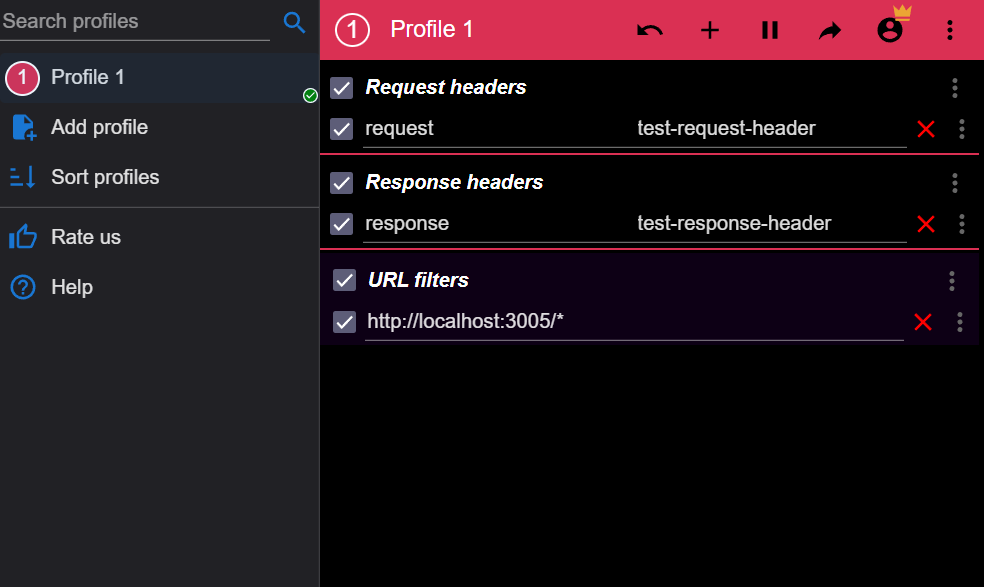 Search profiles
1 Profile 1
Add profile
Sort profiles
Rate us
Help
1 Profile 1
Request headers
request test-request-header
Response headers
response test-response-header
URL filters
http://localhost:3005/*